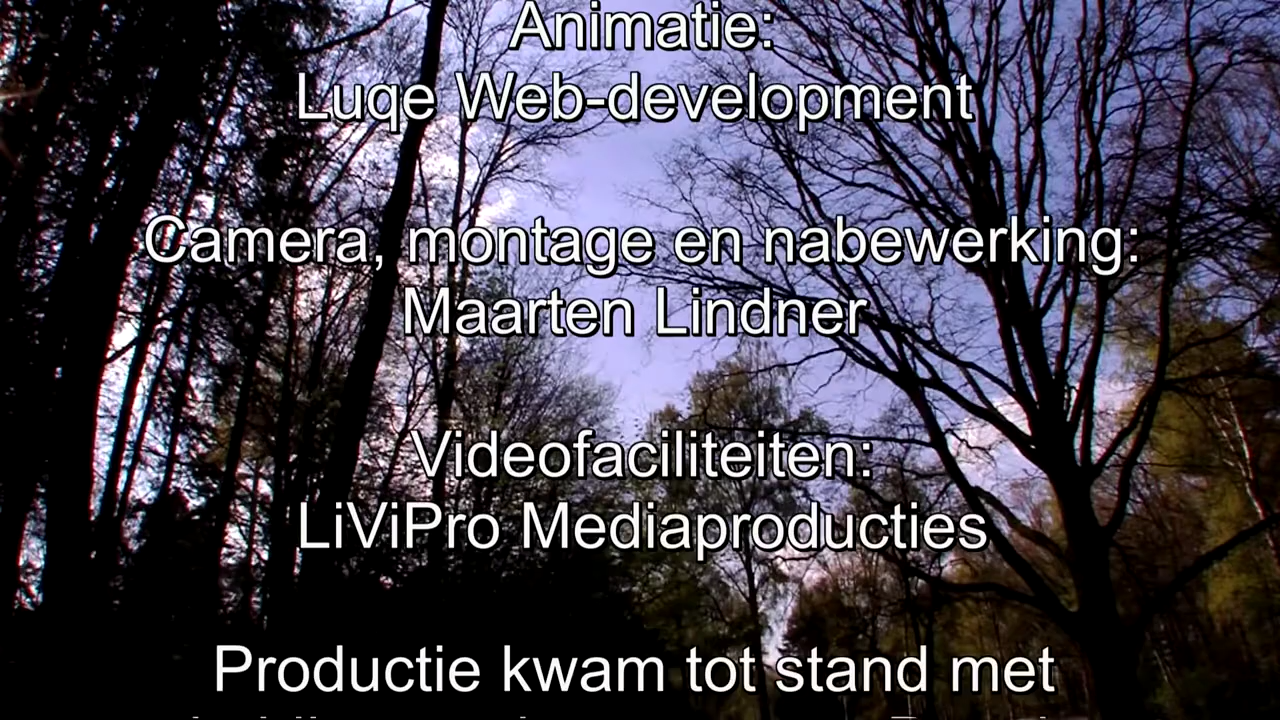 Animatie:
Luqe Web-development
Camera, montage en nabewerking:
Maarten Lindner
Videofaciliteiten:
LiViPro Mediaproducties
Productie kwam tot stand met